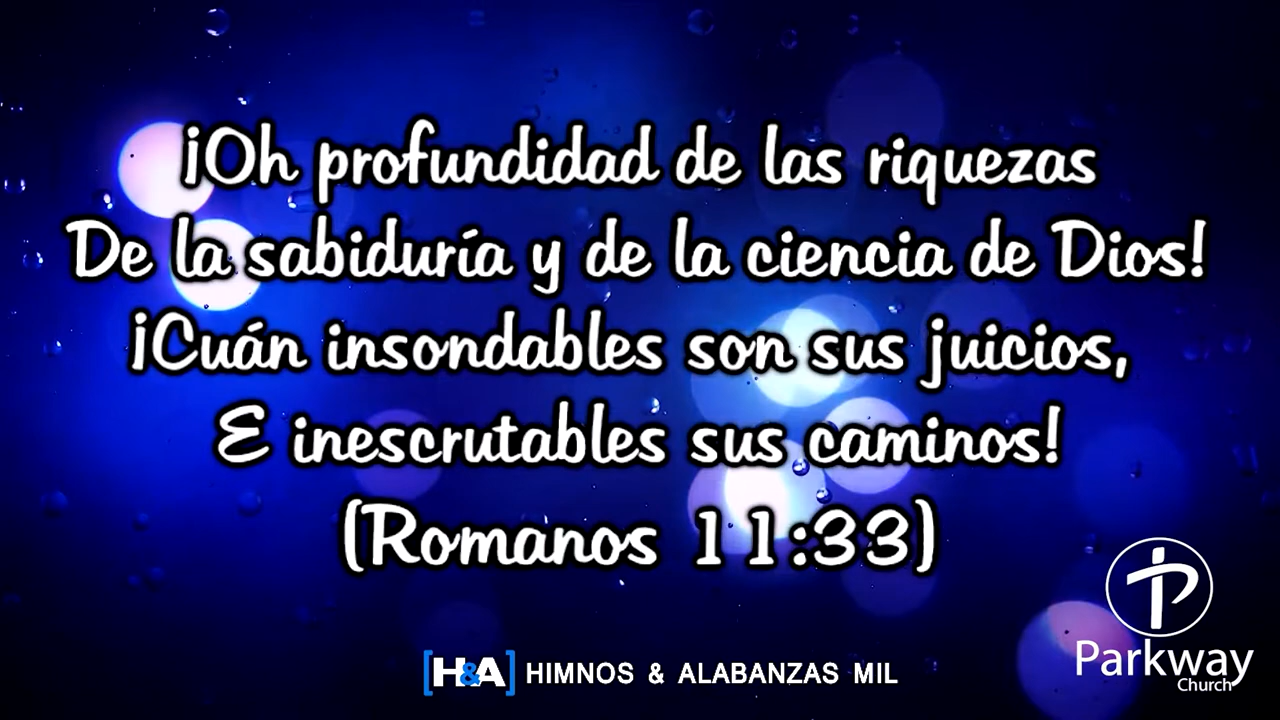 ¡Oh profundidad de las riquezas
De la sabiduría y de la ciencia de Dios!
¡Cuán insondables son sus juicios,
E inescrutables sus caminos!
(Romanos 11:33)
[H&A] HIMNOS & ALABANZAS MIL
Parkway
Church